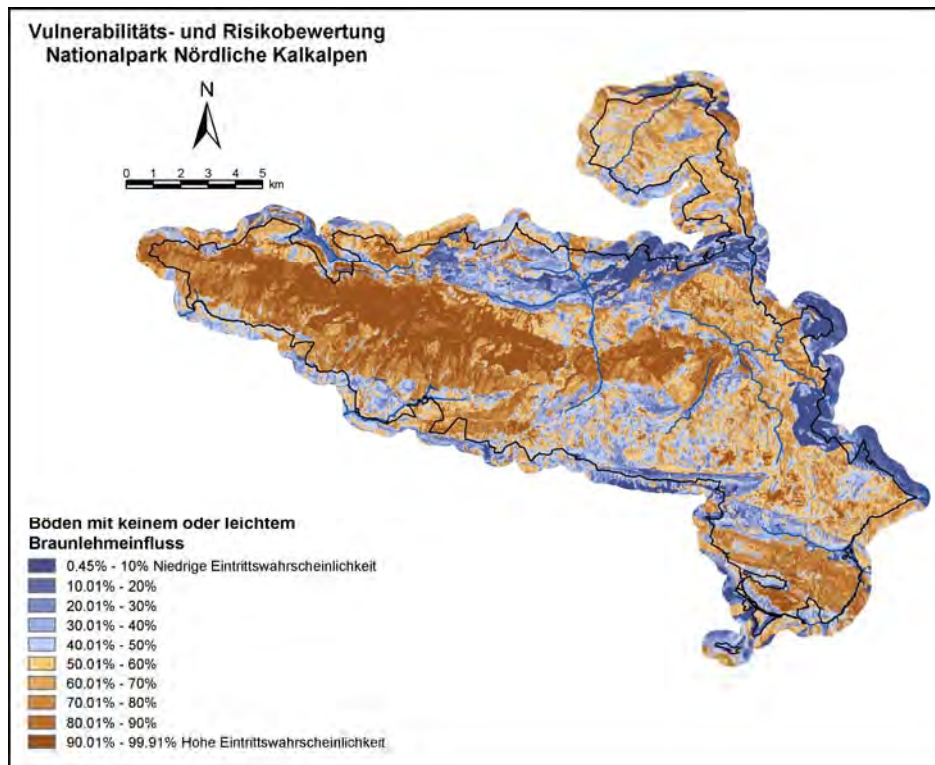 Vulnerabilitäts- und Risikobewertung
Nationalpark Nördliche Kalkalpen
N
0 1 2 3 4 5
km
Böden mit keinem oder leichtem
Braunlehmeinfluss
0.45% - 10% Niedrige Eintrittswahrscheinlichkeit
10.01% - 20%
20.01% - 30%
30.01% - 40%
40.01% - 50%
50.01% - 60%
60.01% - 70%
70.01% - 80%
80.01% - 90%
90.01% - 99.91% Hohe Eintrittswahrscheinlichkeit